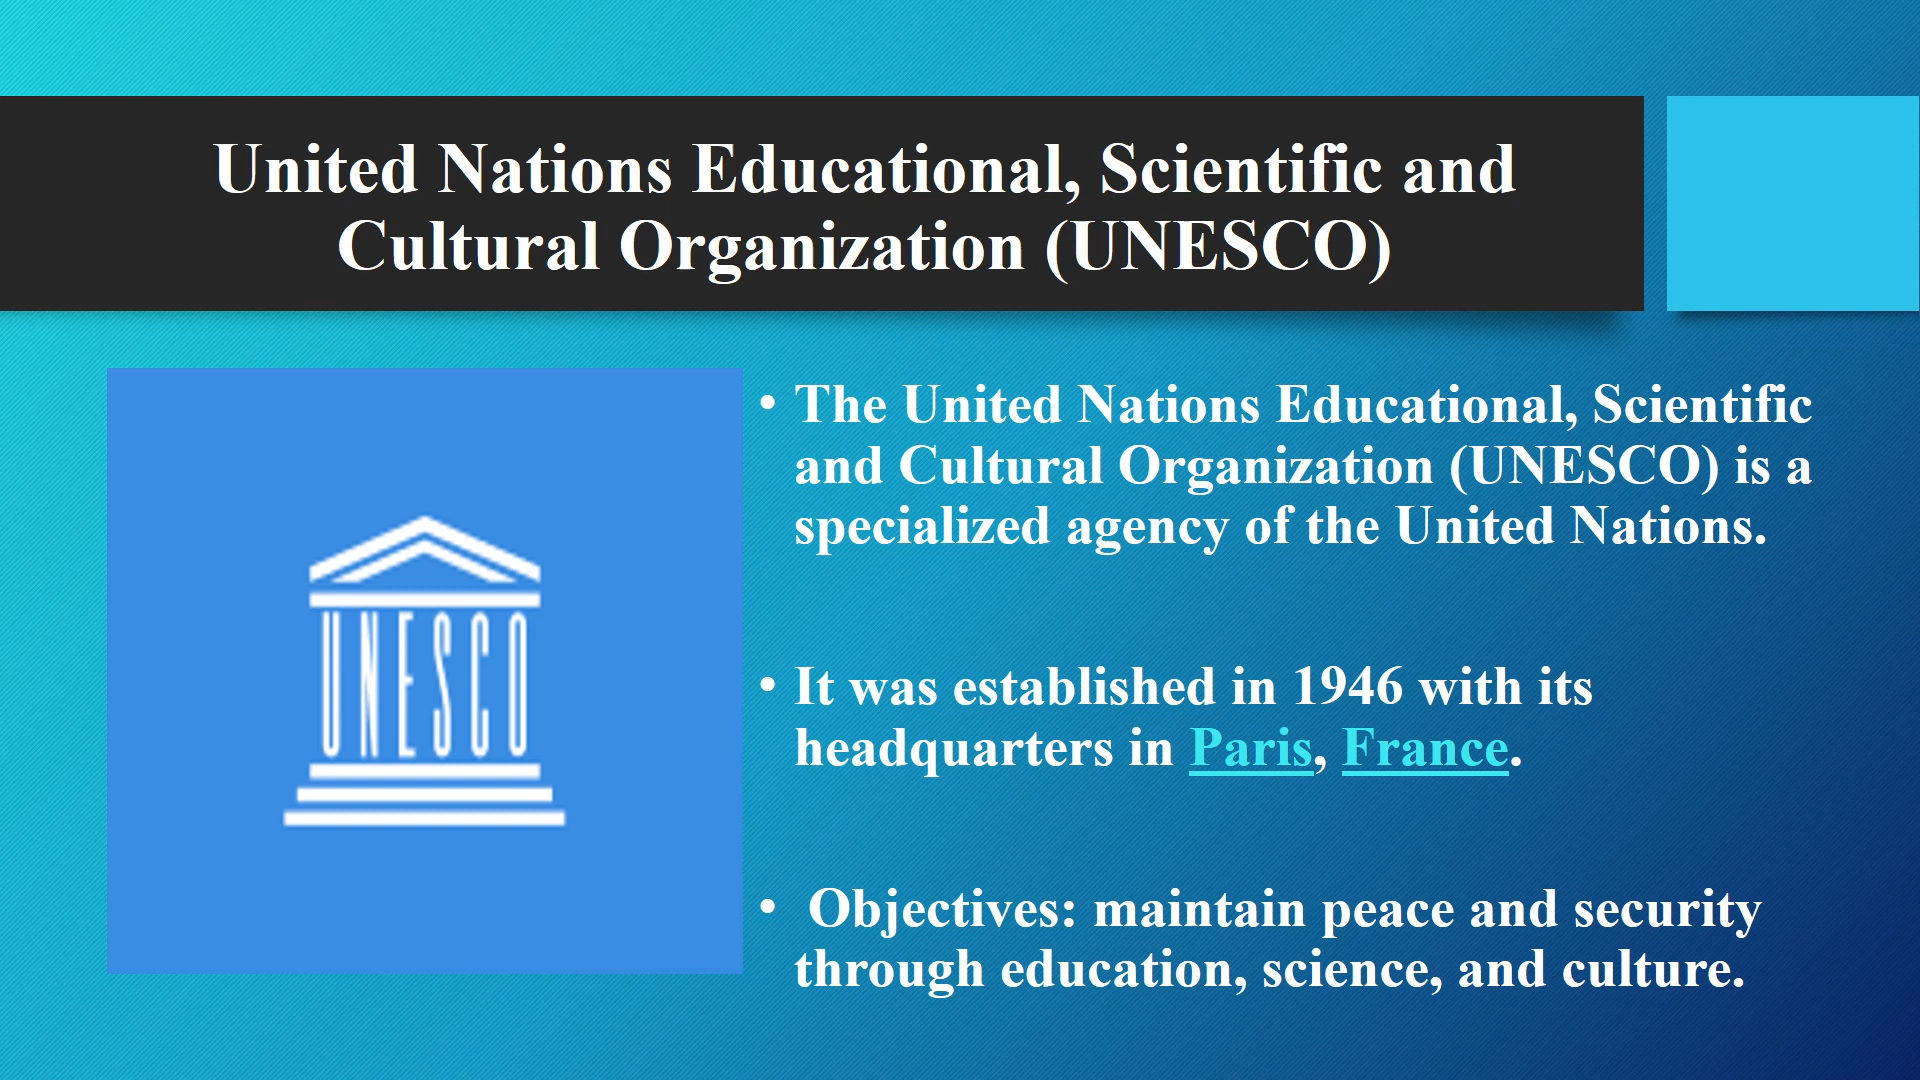 United Nations Educational, Scientific and
Cultural Organization (UNESCO)
UNESCO
• The United Nations Educational, Scientific
and Cultural Organization (UNESCO) is a
specialized agency of the United Nations.
• It was established in 1946 with its
headquarters in Paris, France.
• Objectives: maintain peace and security
through education, science, and culture.